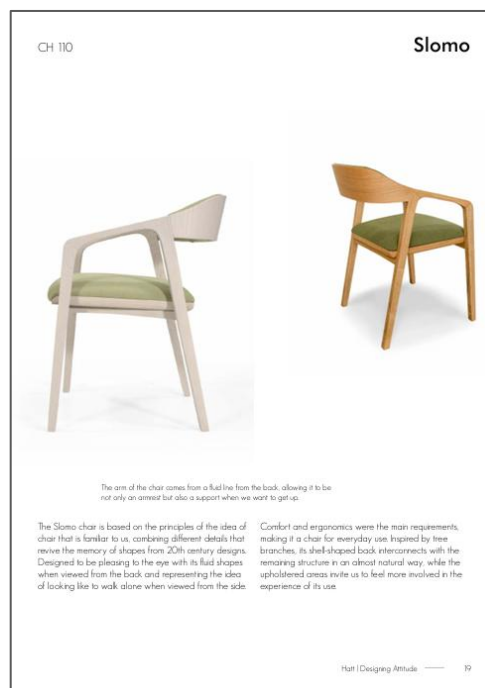 CH 110
Slomo
The arm of the chair comes from a fluid line from the back, allowing it to be
not only an armrest but also a support when we want to get up.
The Slomo chair is based on the principles of the idea of
chair that is familiar to us, combining different details that
revive the memory of shapes from 20th century designs.
Designed to be pleasing to the eye with its fluid shapes
when viewed from the back and representing the idea
of looking like to walk alone when viewed from the side.
Comfort and ergonomics were the main requirements,
making it a chair for everyday use. Inspired by tree
branches, its shell-shaped back interconnects with the
remaining structure in an almost natural way, while the
upholstered areas invite us to feel more involved in the
experience of its use.
Hatt | Designing Attitude 19